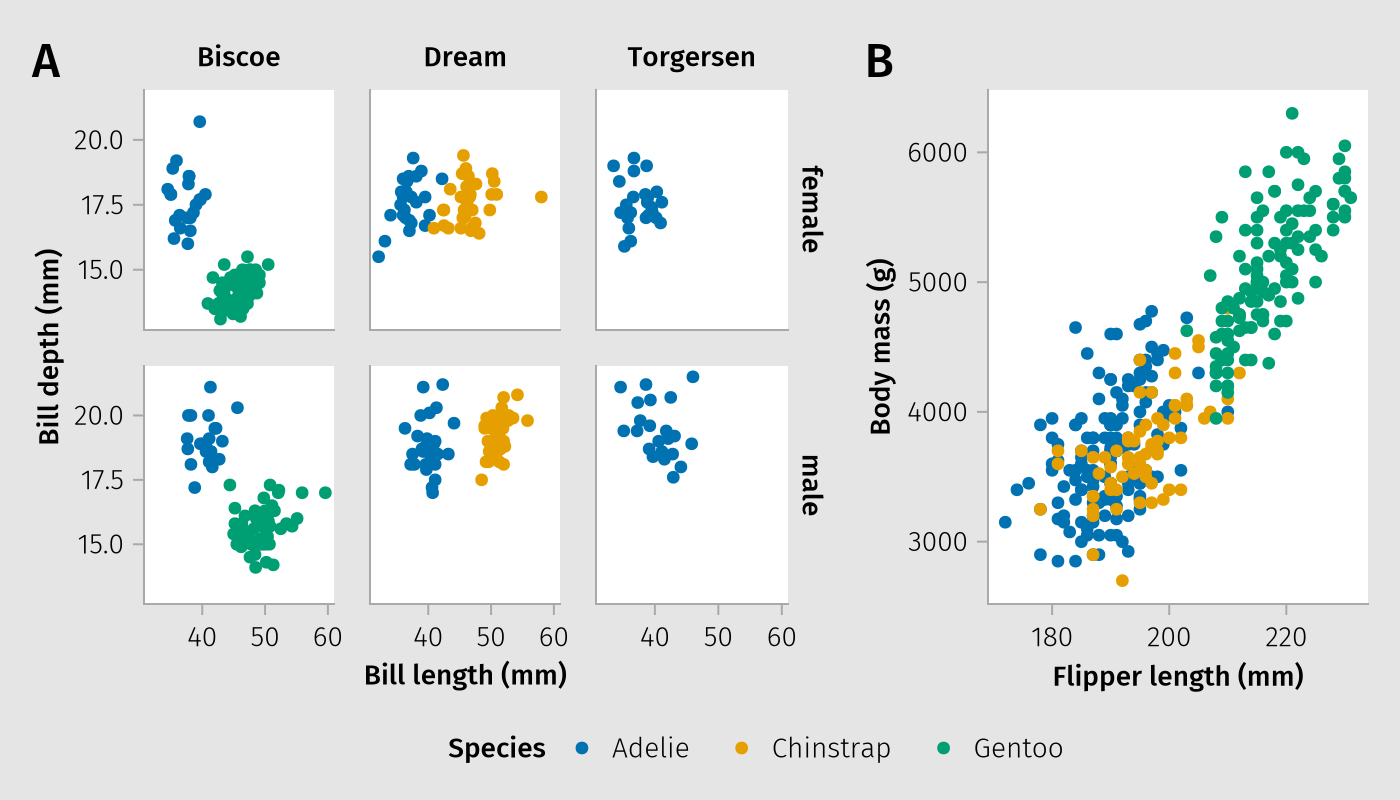 A
Biscoe Dream Torgersen
20.0
17.5
15.0
female
20.0
17.5
15.0
male
Bill depth (mm)
40 50 60 40 50 60 40 50 60
Bill length (mm)
B
6000
5000
4000
3000
Body mass (g)
180 200 220
Flipper length (mm)
Species Adelie Chinstrap Gentoo